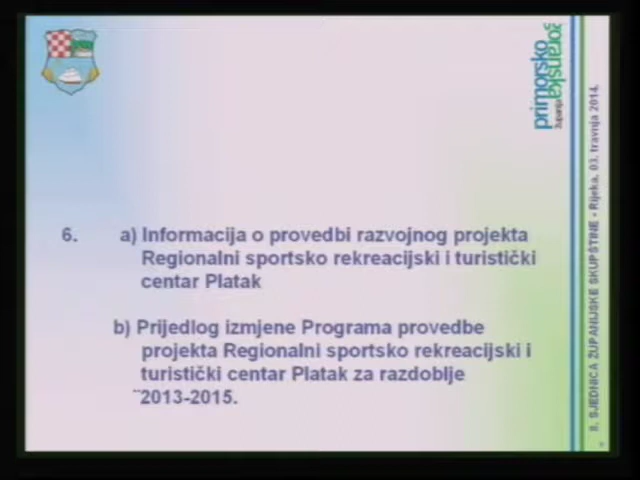 primorsko
goranska
županija
6. a) Informacija o provedbi razvojnog projekta
Regionalni sportsko rekreacijski i turistički
centar Platak
b) Prijedlog izmjene Programa provedbe
projekta Regionalni sportsko rekreacijski i
turistički centar Platak za razdoblje
¨2013-2015.
8. SJEDNICA ŽUPANIJSKE SKUPŠTINE - Rijeka, 03. travnja 2014.